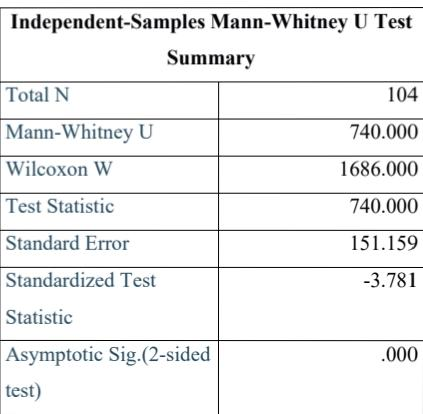 Independent-Samples Mann-Whitney U Test
Summary
Total N 104
Mann-Whitney U 740.000
Wilcoxon W 1686.000
Test Statistic 740.000
Standard Error 151.159
Standardized Test -3.781
Statistic
Asymptotic Sig.(2-sided .000
test)